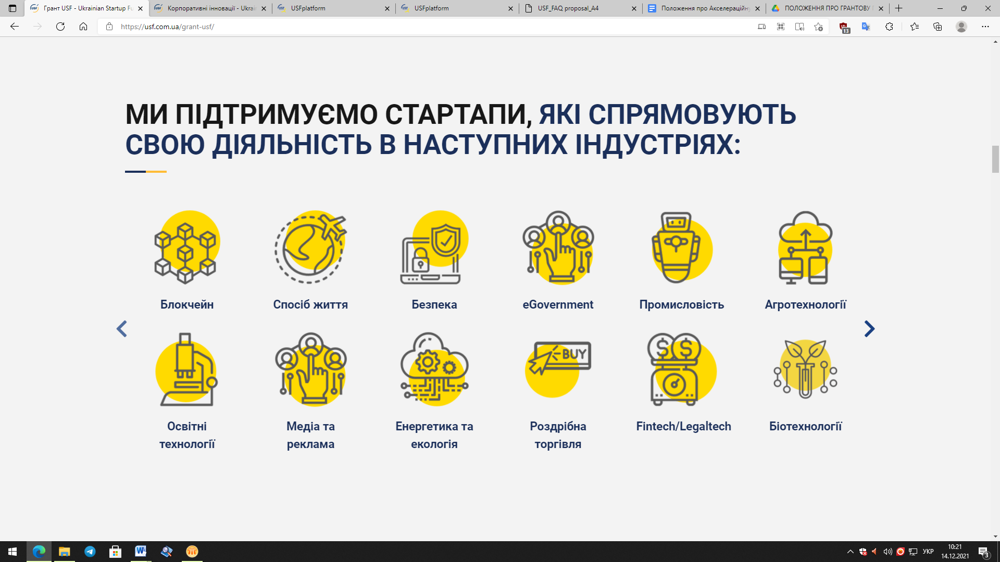 Грант USF - Ukrainian Startup Fu
Корпоративні інновації - Ukrai
USFplatform
USFplatform
USF_FAQ proposal_A4
Положення про Акселераційну
ПОЛОЖЕННЯ ПРО ГРАНТОВУ П
https://usf.com.ua/grant-usf/
13
МИ ПІДТРИМУЄМО СТАРТАПИ, ЯКІ СПРЯМОВУЮТЬ
СВОЮ ДІЯЛЬНІСТЬ В НАСТУПНИХ ІНДУСТРІЯХ:
Блокчейн
Спосіб життя
Безпека
eGovernment
Промисловість
Агротехнології
BUY
Освітні
технології
Медіа та
реклама
Енергетика та
екологія
Роздрібна
торгівля
Fintech/Legaltech
Біотехнології
УКР
10:21
14.12.2021
3